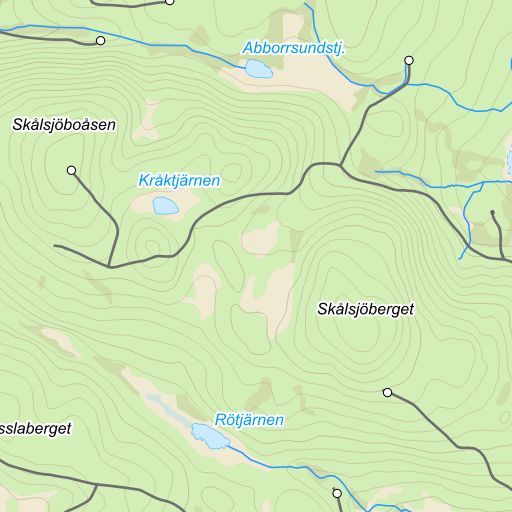 Abborrsundstj.
Skålsjöboåsen
Kråktjärnen
Skålsjöberget
Rötjärnen
sslaberget